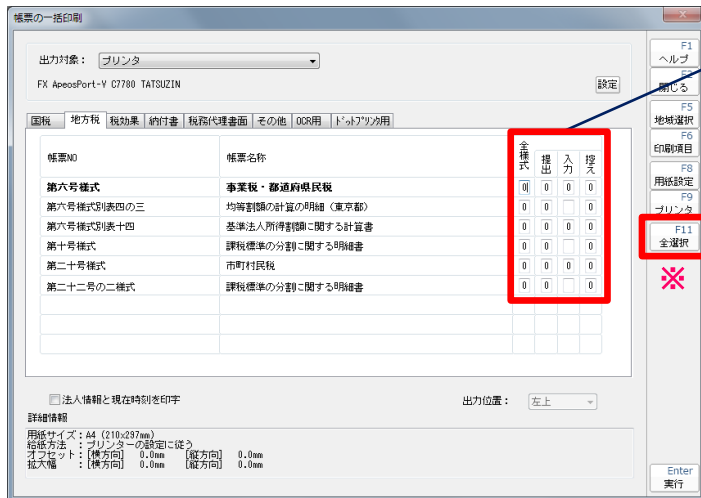 帳票の一括印刷
出力対象： プリンタ
FX ApeosPort-V C7780 TATSUZIN
設定
国税 地方税 税効果 納付書 税務代理書面 その他 OCR用 ﾄﾞｯﾄﾌﾟﾘﾝﾀ用
帳票NO 帳票名称 全様式 提出 入力 控え
第六号様式 事業税・都道府県民税 0 0 0 0
第六号様式別表四の三 均等割額の計算の明細（東京都） 0 0 0
第六号様式別表十四 基準法人所得割額に関する計算書 0 0 0 0
第十号様式 課税標準の分割に関する明細書 0 0 0
第二十号様式 市町村民税 0 0 0 0
第二十二号の二様式 課税標準の分割に関する明細書 0 0 0
法人情報と現在時刻を印字
出力位置： 左上
詳細情報
用紙サイズ：A4 (210x297mm)
給紙方法 ：プリンターの設定に従う
オフセット：[横方向] 0.0mm [縦方向] 0.0mm
拡大幅 ：[横方向] 0.0mm [縦方向] 0.0mm
F1
ヘルプ
F2
閉じる
F5
地域選択
F6
印刷項目
F8
用紙設定
F9
プリンタ
F11
全選択
※
Enter
実行